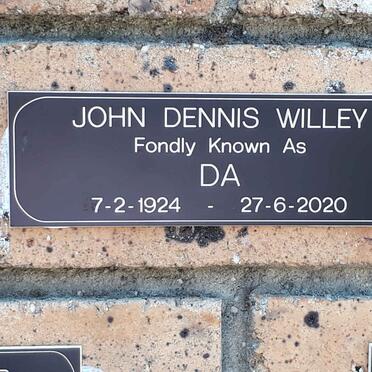 JOHN DENNIS WILLEY
Fondly Known As
DA
7-2-1924 - 27-6-2020